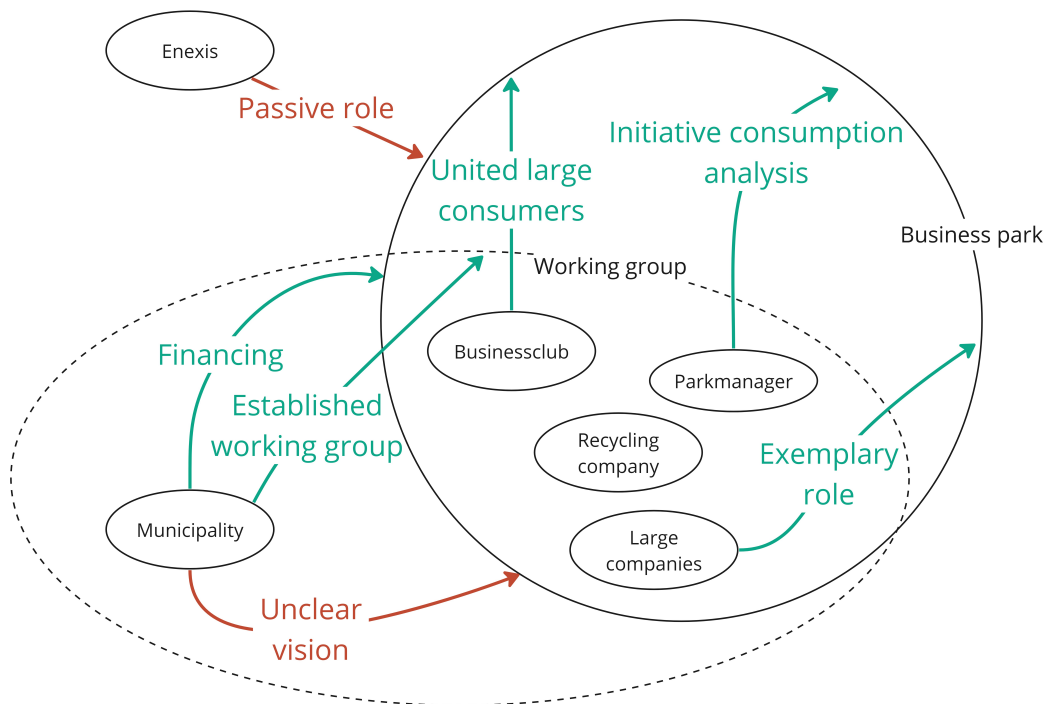 Enexis
Passive role
United large
consumers
Initiative consumption
analysis
Business park
Working group
Financing
Businessclub
Parkmanager
Established
working group
Recycling
company
Exemplary
role
Municipality
Large
companies
Unclear
vision